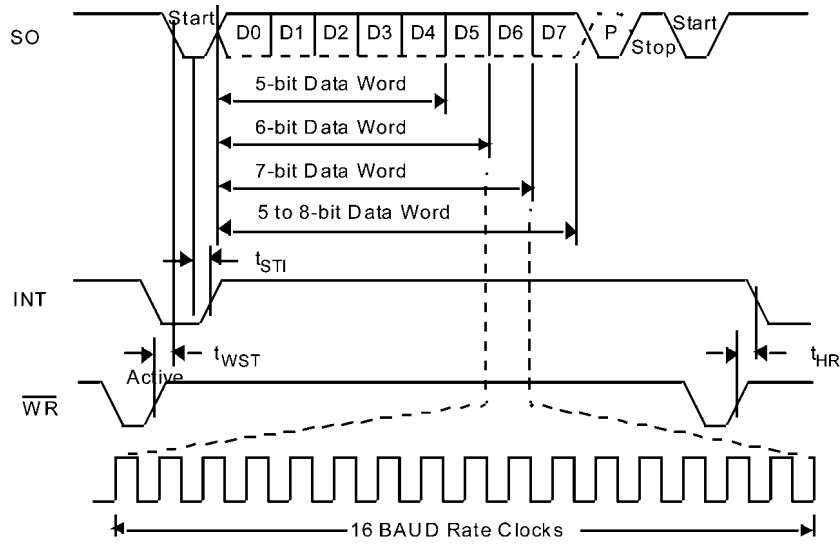 Start
SO
D0 D1 D2 D3 D4 D5 D6 D7 P Stop Start
5-bit Data Word
6-bit Data Word
7-bit Data Word
5 to 8-bit Data Word
tSTI
INT
tWST
tHR
Active
WR
16 BAUD Rate Clocks